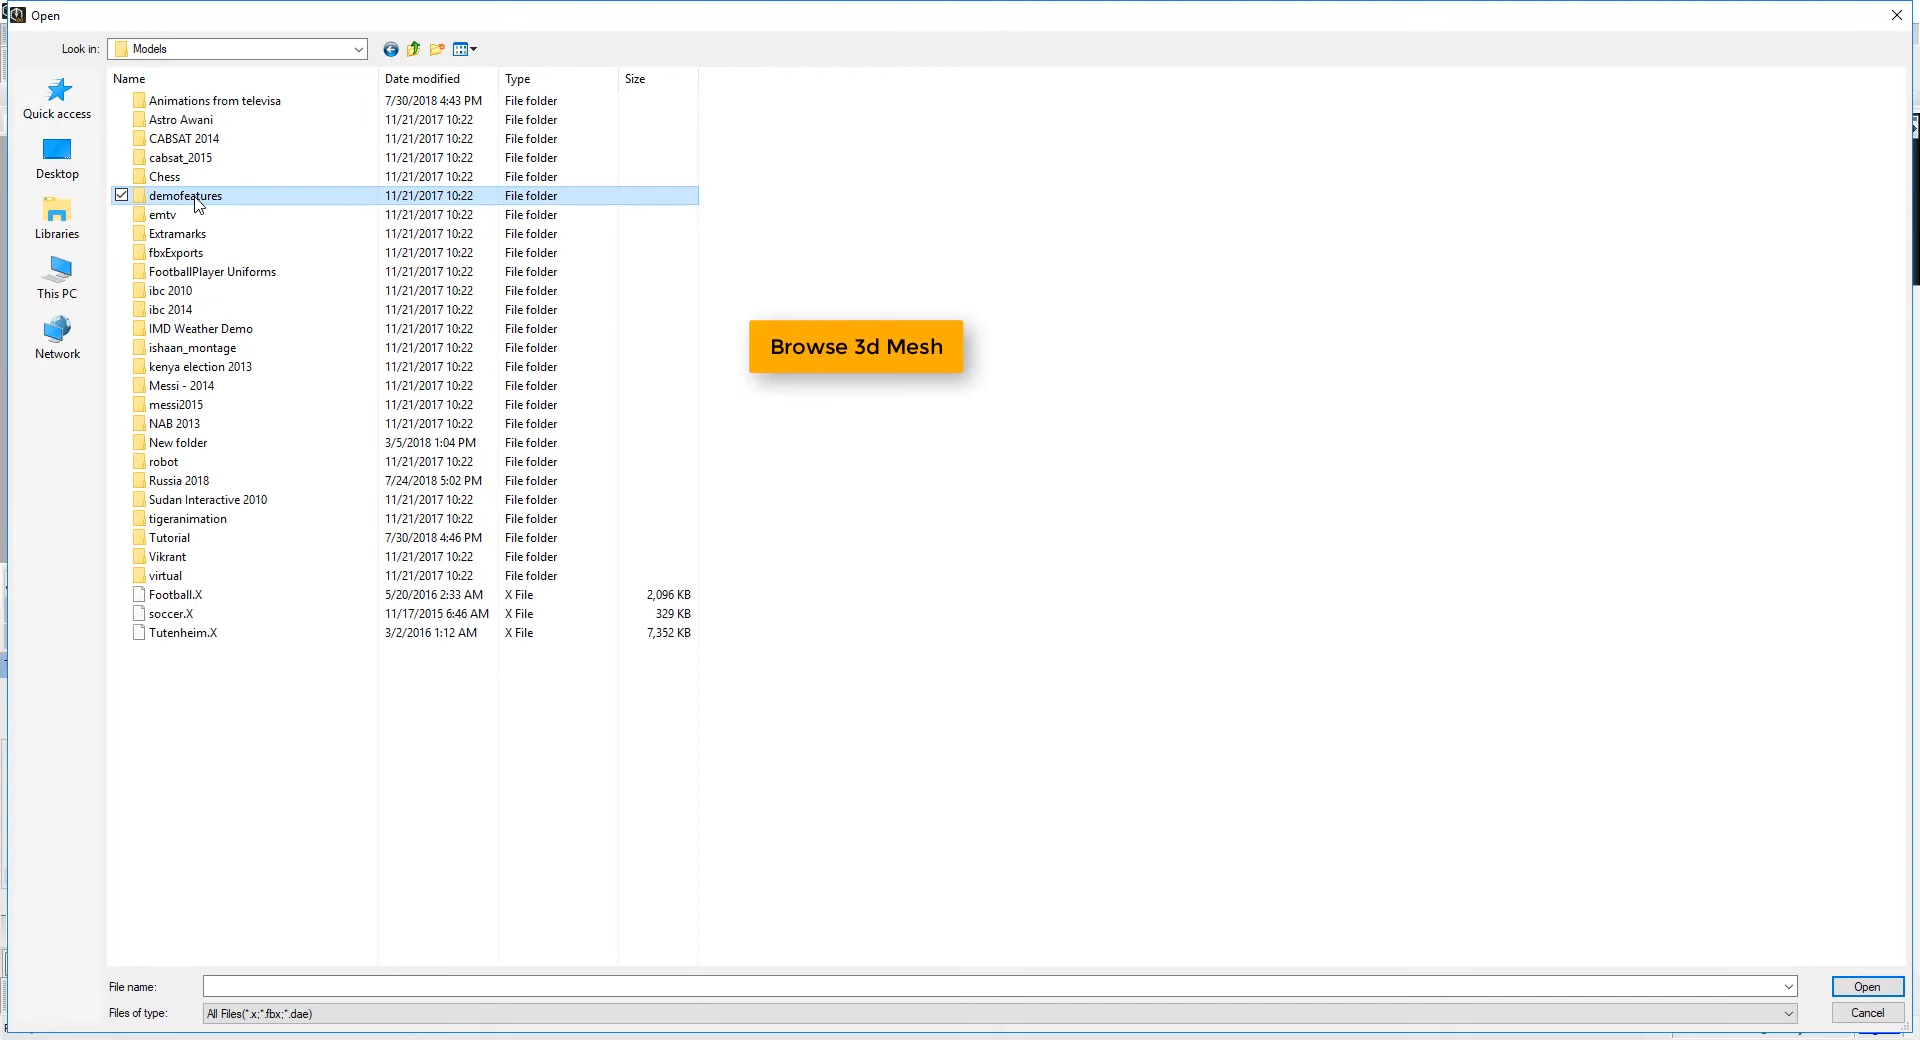 Open
Look in: Models
Name Date modified Type Size
Quick access
Desktop
Libraries
This PC
Network
Animations from televisa 7/30/2018 4:43 PM File folder
Astro Awani 11/21/2017 10:22 File folder
CABSAT 2014 11/21/2017 10:22 File folder
cabsat_2015 11/21/2017 10:22 File folder
Chess 11/21/2017 10:22 File folder
demofeatures 11/21/2017 10:22 File folder
emtv 11/21/2017 10:22 File folder
Extramarks 11/21/2017 10:22 File folder
fbxExports 11/21/2017 10:22 File folder
FootballPlayer Uniforms 11/21/2017 10:22 File folder
ibc 2010 11/21/2017 10:22 File folder
ibc 2014 11/21/2017 10:22 File folder
IMD Weather Demo 11/21/2017 10:22 File folder
ishaan_montage 11/21/2017 10:22 File folder
kenya election 2013 11/21/2017 10:22 File folder
Messi - 2014 11/21/2017 10:22 File folder
messi2015 11/21/2017 10:22 File folder
NAB 2013 11/21/2017 10:22 File folder
New folder 3/5/2018 1:04 PM File folder
robot 11/21/2017 10:22 File folder
Russia 2018 7/24/2018 5:02 PM File folder
Sudan Interactive 2010 11/21/2017 10:22 File folder
tigeranimation 11/21/2017 10:22 File folder
Tutorial 7/30/2018 4:46 PM File folder
Vikrant 11/21/2017 10:22 File folder
virtual 11/21/2017 10:22 File folder
Football.X 5/20/2016 2:33 AM X File 2,096 KB
soccer.X 11/17/2015 6:46 AM X File 329 KB
Tutenheim.X 3/2/2016 1:12 AM X File 7,352 KB
Browse 3d Mesh
File name: Open
Files of type: All Files(*.x;*.fbx;*.dae) Cancel